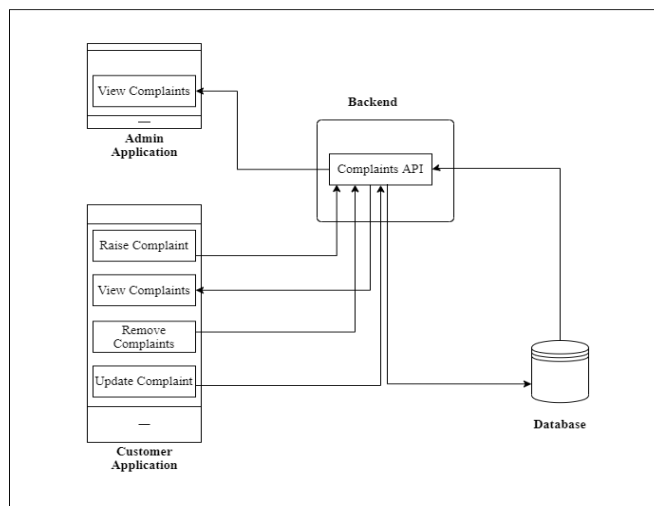 View Complaints
Admin
Application
Backend
Complaints API
Raise Complaint
View Complaints
Remove
Complaints
Update Complaint
Customer
Application
Database